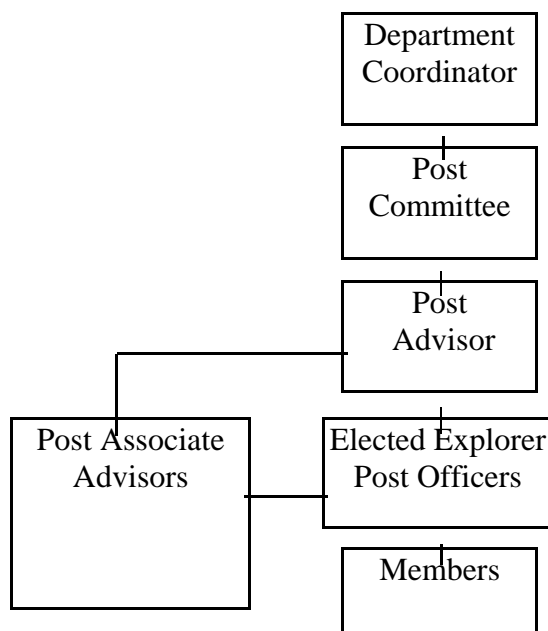 Department
Coordinator
Post
Committee
Post
Advisor
Post Associate
Advisors
Elected Explorer
Post Officers
Members